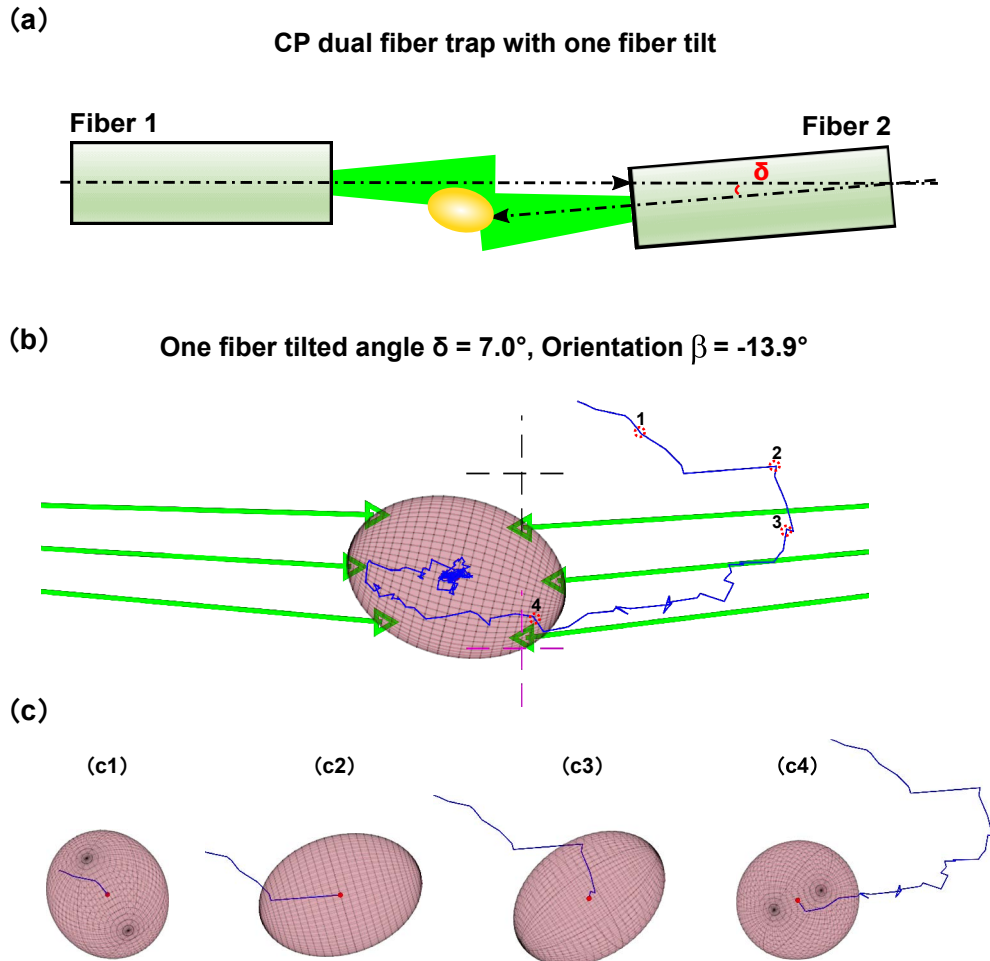 (a)
CP dual fiber trap with one fiber tilt
Fiber 1
Fiber 2
δ
(b)
One fiber tilted angle δ = 7.0°, Orientation β = -13.9°
1
2
3
4
(c)
(c1)
(c2)
(c3)
(c4)